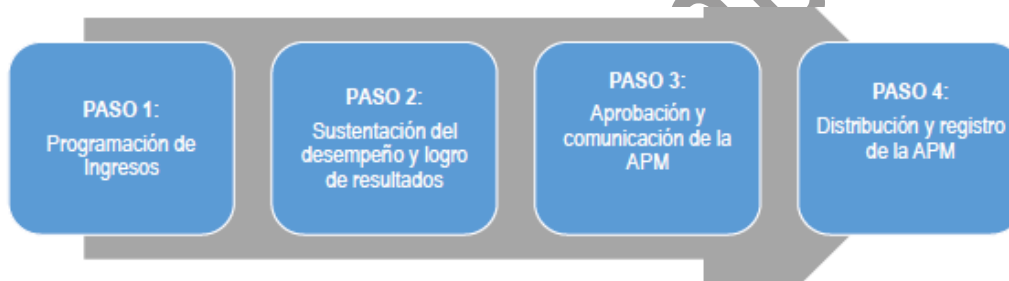 PASO 1:
Programación de
Ingresos
PASO 2:
Sustentación del
desempeño y logro
de resultados
PASO 3:
Aprobación y
comunicación de la
APM
PASO 4:
Distribución y registro
de la APM